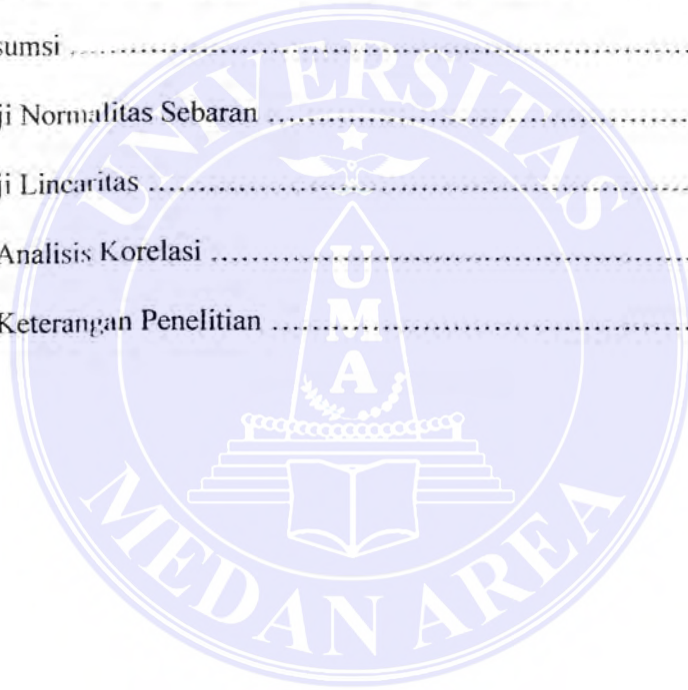 sumsi ..................................................
ji Normalitas Sebaran ..................................................
ji Linearitas ..................................................
Analisis Korelasi ..................................................
Keterangan Penelitian ..................................................
UNIVERSITAS
UMA
MEDAN AREA